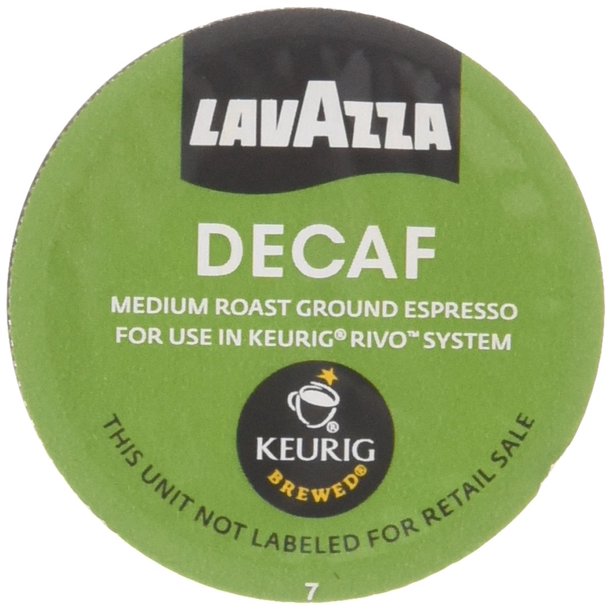 LAVAZZA
DECAF
MEDIUM ROAST GROUND ESPRESSO
FOR USE IN KEURIG® RIVO™ SYSTEM
®
KEURIG
BREWED®
THIS UNIT NOT LABELED FOR RETAIL SALE
7